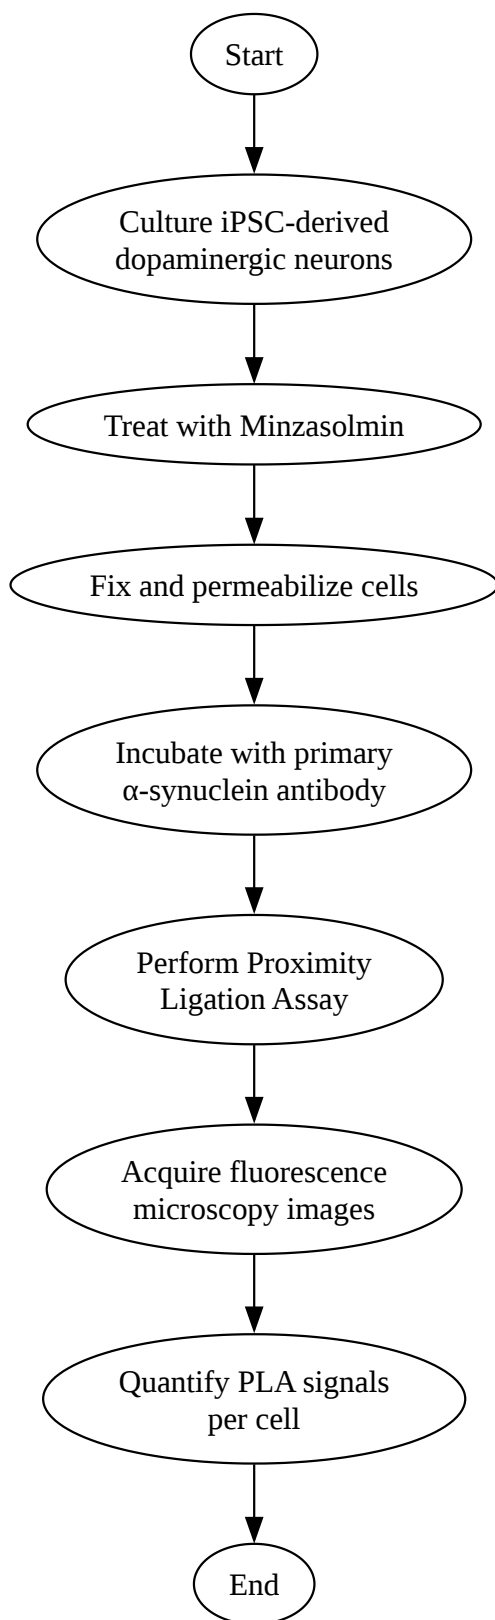 Start
Culture iPSC-derived
dopaminergic neurons
Treat with Minzasolmin
Fix and permeabilize cells
Incubate with primary
α-synuclein antibody
Perform Proximity
Ligation Assay
Acquire fluorescence
microscopy images
Quantify PLA signals
per cell
End